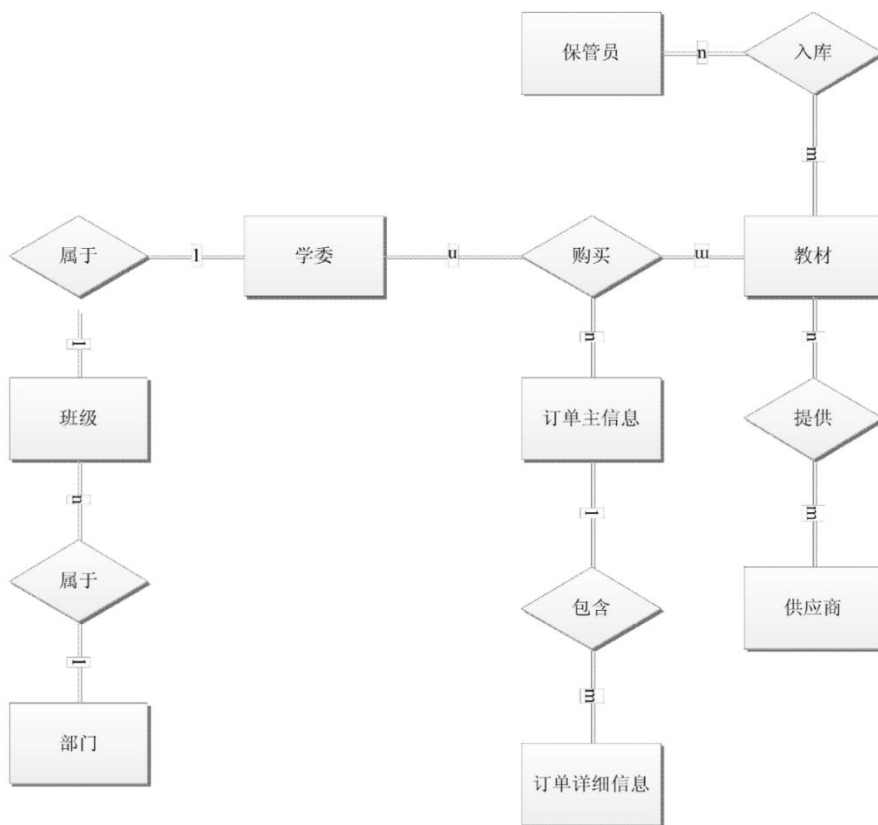 保管员
n
入库
m
属于
1
学委
n
购买
m
教材
1
n
n
班级
订单主信息
提供
n
1
m
属于
包含
供应商
1
m
部门
订单详细信息